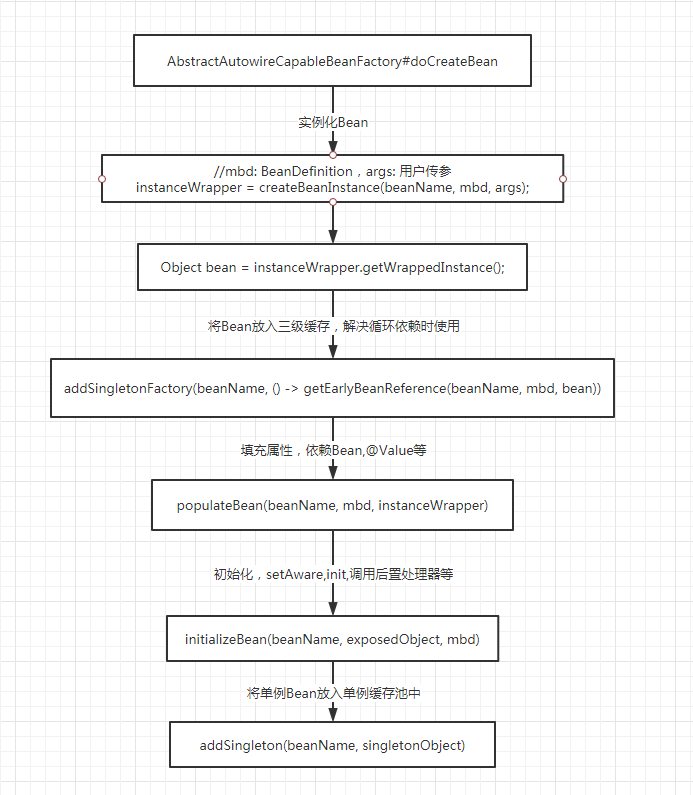 AbstractAutowireCapableBeanFactory#doCreateBean
实例化Bean
//mbd: BeanDefinition，args: 用户传参
instanceWrapper = createBeanInstance(beanName, mbd, args);
Object bean = instanceWrapper.getWrappedInstance();
将Bean放入三级缓存，解决循环依赖时使用
addSingletonFactory(beanName, () -> getEarlyBeanReference(beanName, mbd, bean))
填充属性，依赖Bean,@Value等
populateBean(beanName, mbd, instanceWrapper)
初始化，setAware,init,调用后置处理器等
initializeBean(beanName, exposedObject, mbd)
将单例Bean放入单例缓存池中
addSingleton(beanName, singletonObject)